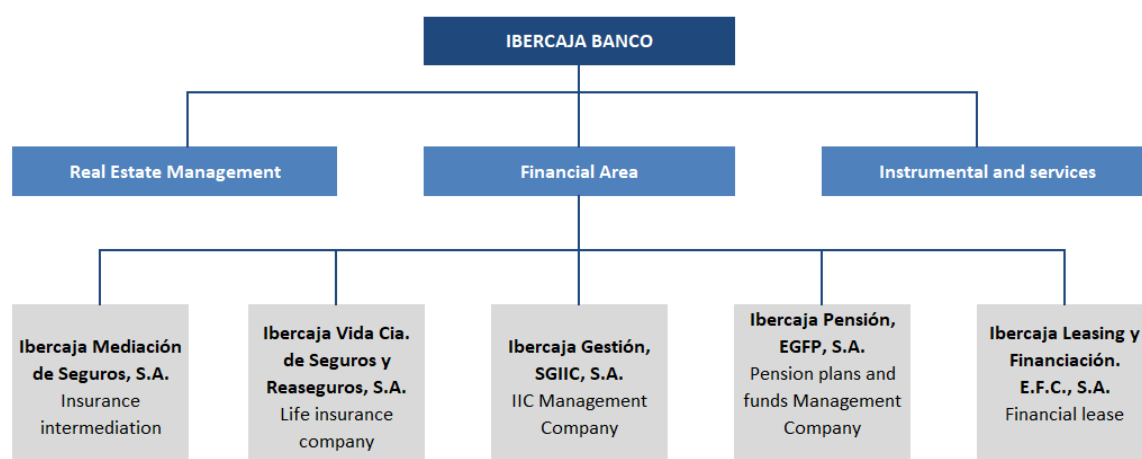 IBERCAJA BANCO
Real Estate Management
Financial Area
Instrumental and services
Ibercaja Mediación
de Seguros, S.A.
Insurance
intermediation
Ibercaja Vida Cia.
de Seguros y
Reaseguros, S.A.
Life insurance
company
Ibercaja Gestión,
SGIIC, S.A.
IIC Management
Company
Ibercaja Pensión,
EGFP, S.A.
Pension plans and
funds Management
Company
Ibercaja Leasing y
Financiación.
E.F.C., S.A.
Financial lease